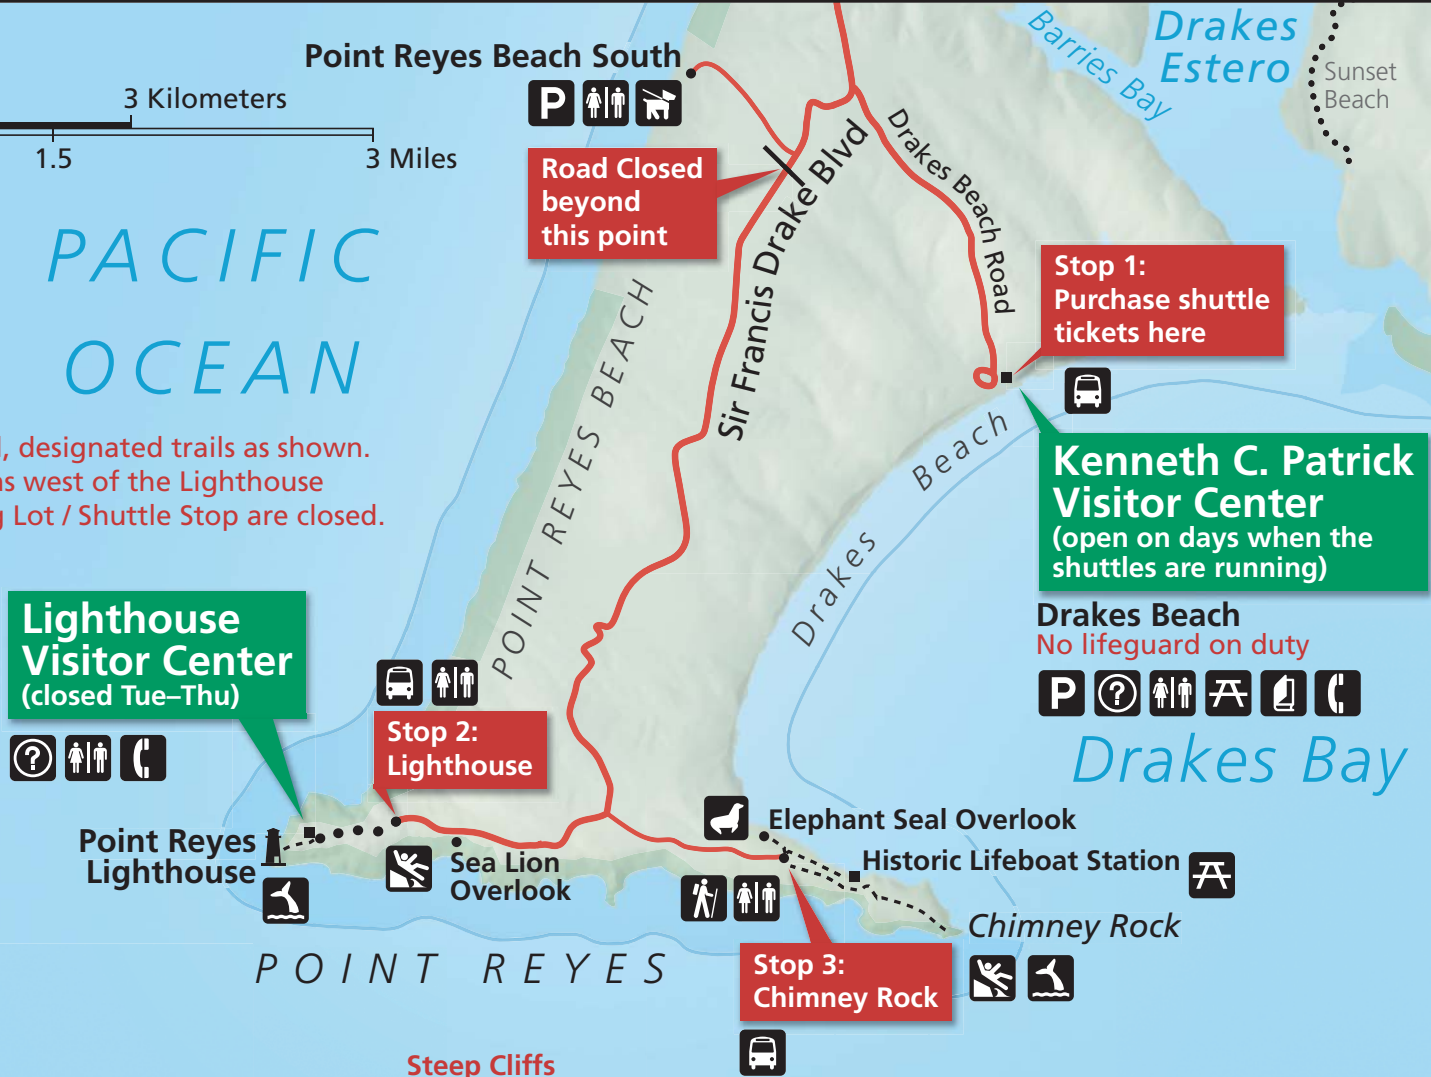 Drakes
Estero
Barries Bay
Sunset
Beach
Point Reyes Beach South
P
3 Kilometers
1.5
3 Miles
Road Closed
beyond
this point
Sir Francis Drake Blvd
Drakes Beach Road
PACIFIC
OCEAN
POINT REYES BEACH
Stop 1:
Purchase shuttle
tickets here
Drakes Beach
Kenneth C. Patrick
Visitor Center
(open on days when the
shuttles are running)
, designated trails as shown.
west of the Lighthouse
Lot / Shuttle Stop are closed.
Drakes Beach
No lifeguard on duty
P
?
Drakes Bay
Lighthouse
Visitor Center
(closed Tue–Thu)
?
Stop 2:
Lighthouse
Point Reyes
Lighthouse
Sea Lion
Overlook
Elephant Seal Overlook
Historic Lifeboat Station
Chimney Rock
POINT REYES
Stop 3:
Chimney Rock
Steep Cliffs